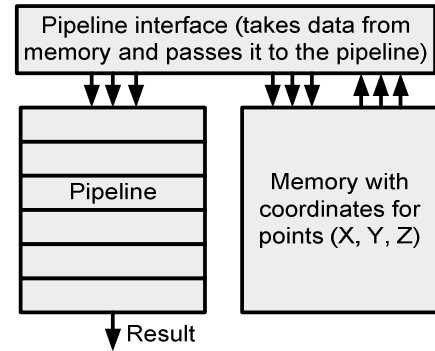 Pipeline interface (takes data from
memory and passes it to the pipeline)
Pipeline
Memory with
coordinates for
points (X, Y, Z)
Result